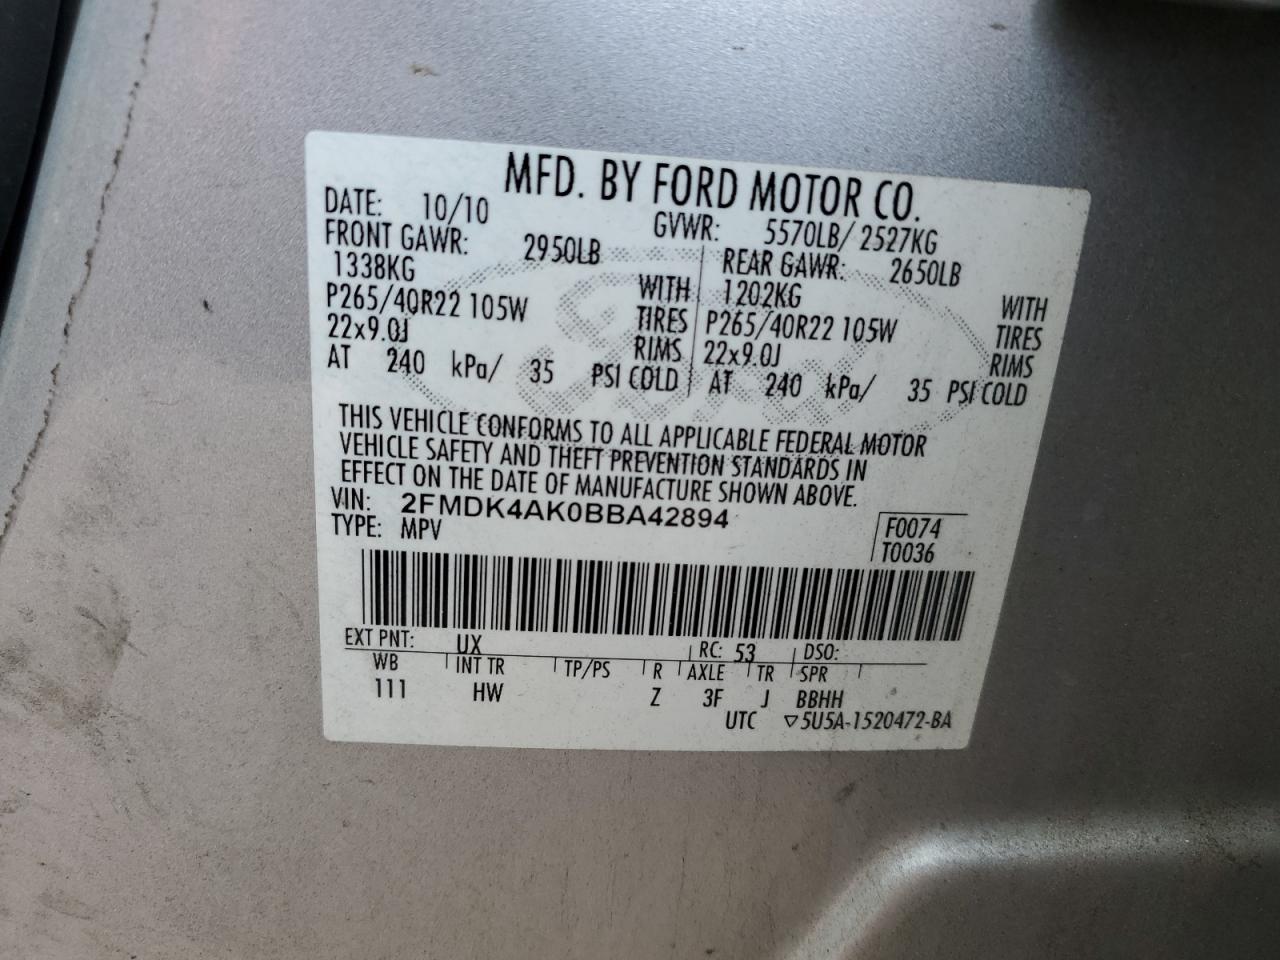 MFD. BY FORD MOTOR CO.
DATE: 10/10 GVWR: 5570LB/ 2527KG
FRONT GAWR: 2950LB REAR GAWR: 2650LB
1338KG WITH 1202KG WITH
P265/40R22 105W TIRES P265/40R22 105W TIRES
22x9.0J RIMS 22x9.0J RIMS
AT 240 kPa/ 35 PSI COLD AT 240 kPa/ 35 PSI COLD
THIS VEHICLE CONFORMS TO ALL APPLICABLE FEDERAL MOTOR
VEHICLE SAFETY AND THEFT PREVENTION STANDARDS IN
EFFECT ON THE DATE OF MANUFACTURE SHOWN ABOVE.
VIN: 2FMDK4AK0BBA42894
TYPE: MPV
F0074
T0036
EXT PNT: UX RC: 53 DSO:
WB INT TR TP/PS R AXLE TR SPR
111 HW Z 3F J BBHH
UTC ▽5U5A-1520472-BA